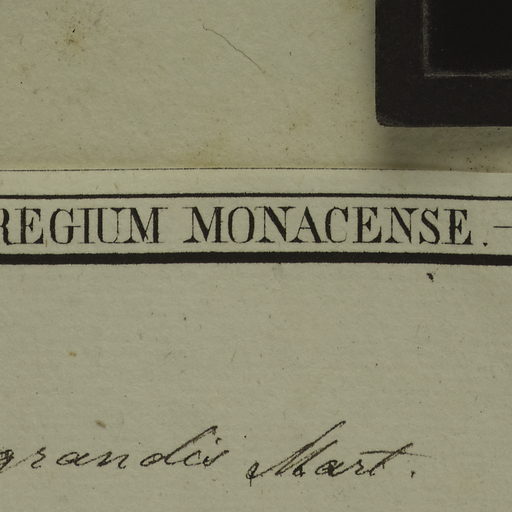 REGIUM MONACENSE. —
grandis Mart.